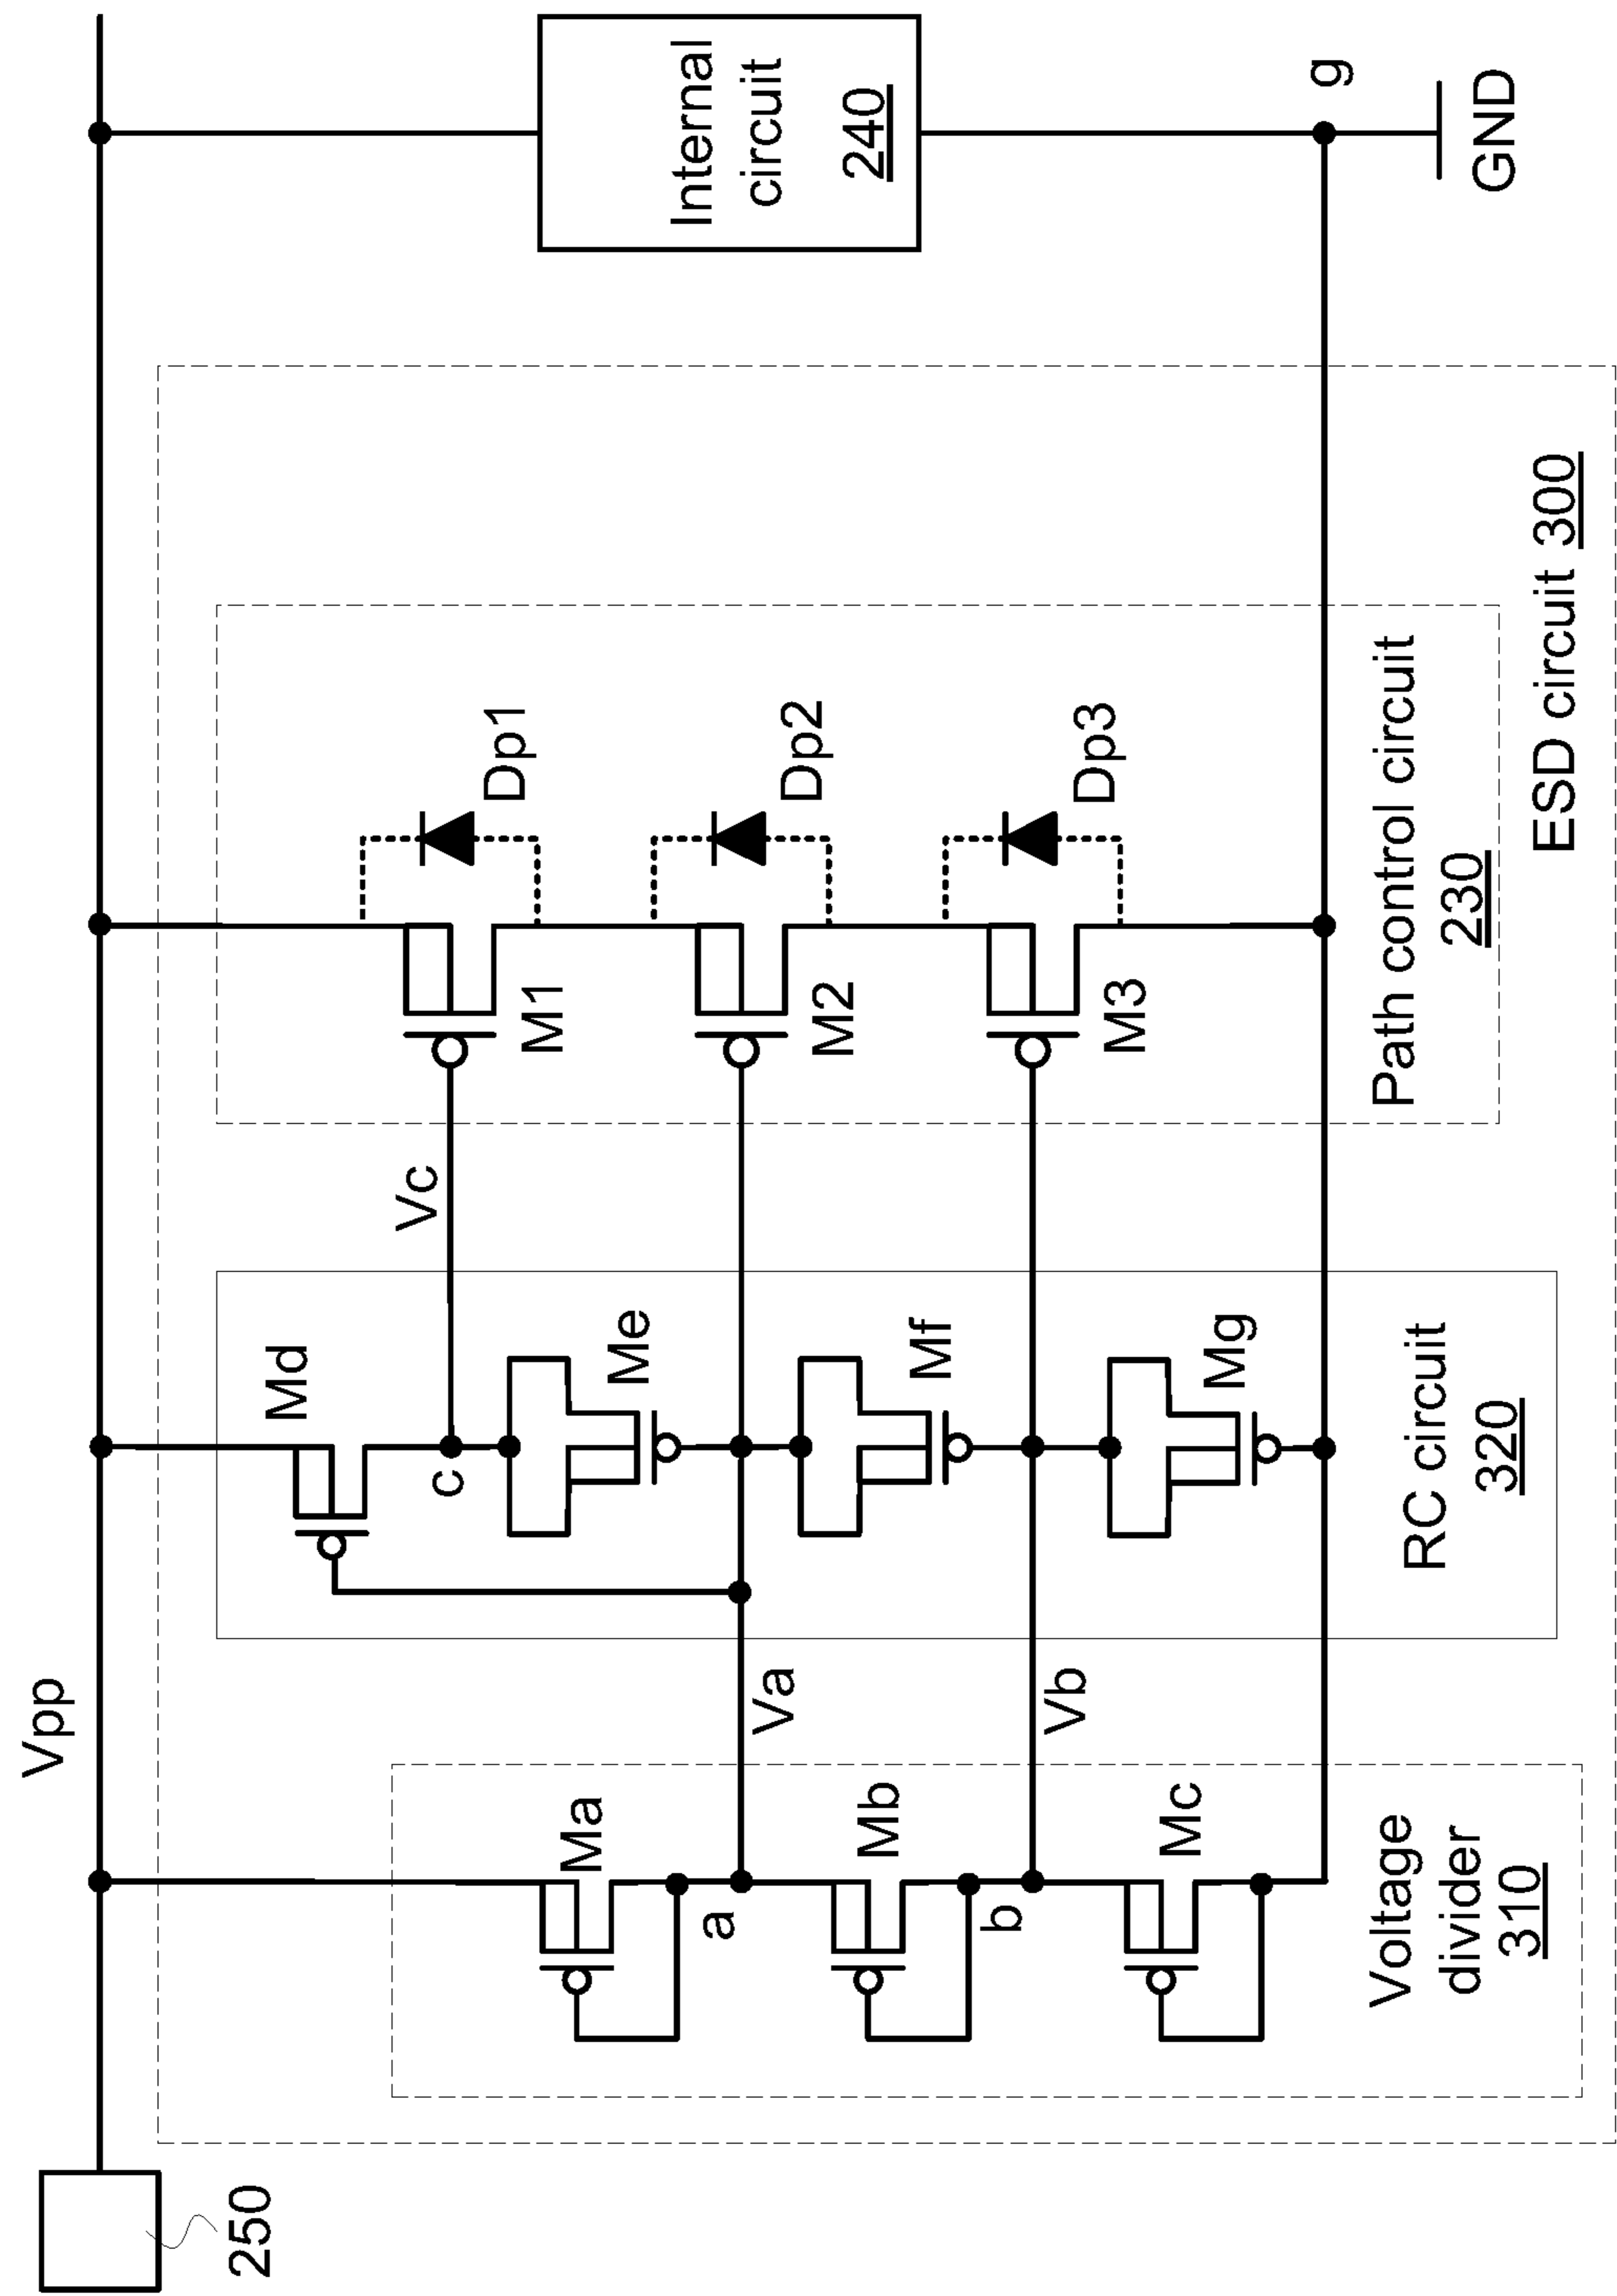 250
Vpp
Voltage
divider
310
Ma
Mb
Mc
a
b
Va
Vb
RC circuit
320
Md
Me
Mf
Mg
c
Vc
Path control circuit
230
M1
M2
M3
Dp1
Dp2
Dp3
ESD circuit 300
Internal
circuit
240
g
GND